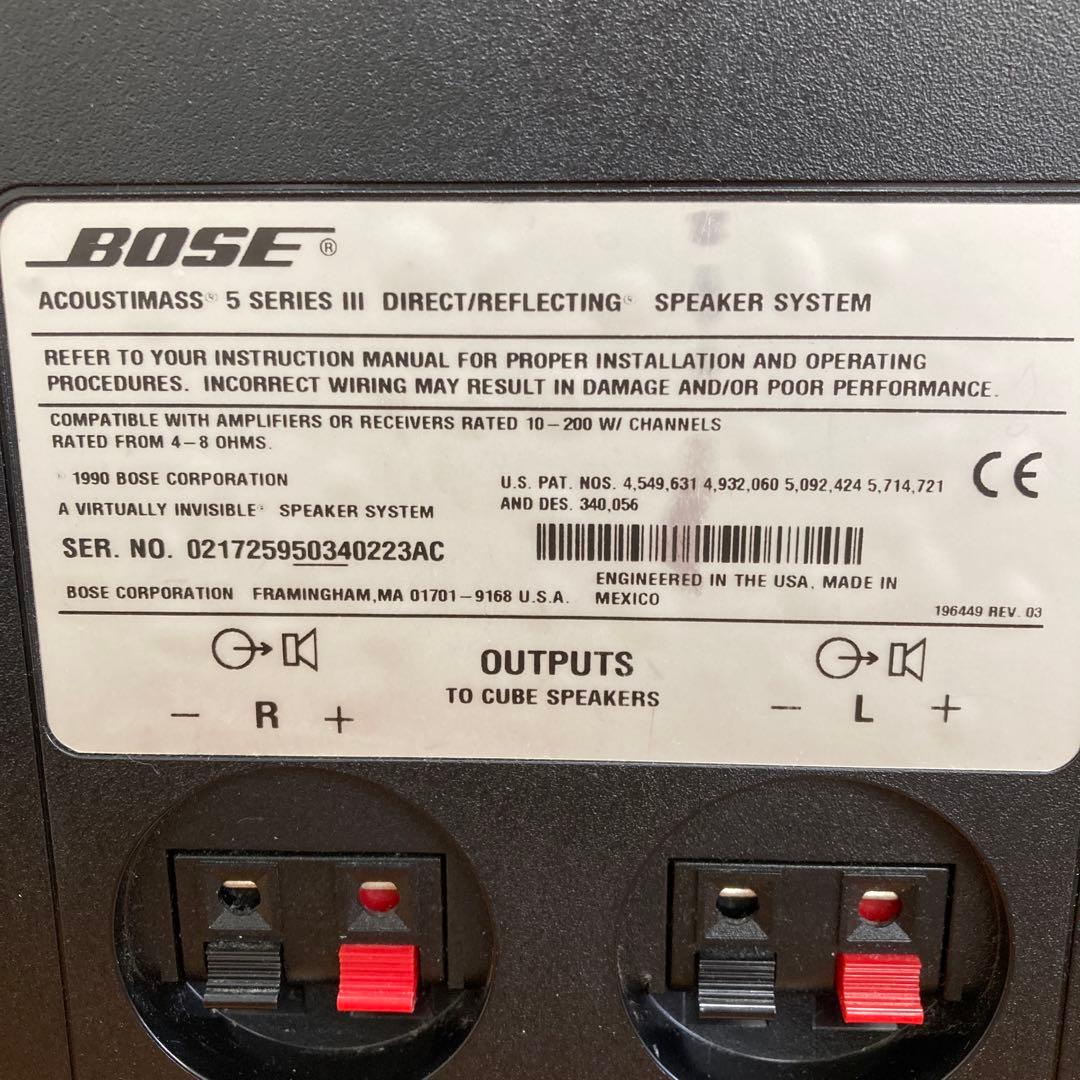 BOSE®
ACOUSTIMASS® 5 SERIES III DIRECT/REFLECTING® SPEAKER SYSTEM
REFER TO YOUR INSTRUCTION MANUAL FOR PROPER INSTALLATION AND OPERATING
PROCEDURES. INCORRECT WIRING MAY RESULT IN DAMAGE AND/OR POOR PERFORMANCE.
COMPATIBLE WITH AMPLIFIERS OR RECEIVERS RATED 10-200 W/ CHANNELS
RATED FROM 4-8 OHMS.
1990 BOSE CORPORATION
A VIRTUALLY INVISIBLE® SPEAKER SYSTEM
U.S. PAT. NOS. 4,549,631 4,932,060 5,092,424 5,714,721
AND DES. 340,056
CE
SER. NO. 021725950340223AC
BOSE CORPORATION FRAMINGHAM,MA 01701-9168 U.S.A.
ENGINEERED IN THE USA, MADE IN
MEXICO
196449 REV. 03
OUTPUTS
TO CUBE SPEAKERS
- R +
- L +